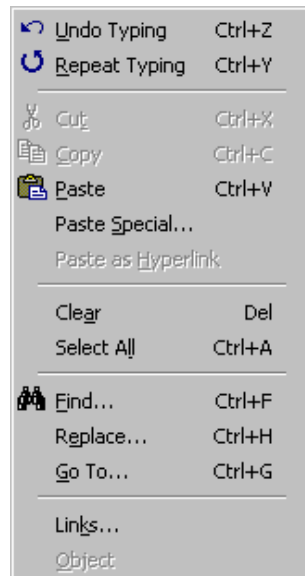 Undo Typing Ctrl+Z
Repeat Typing Ctrl+Y
Cut Ctrl+X
Copy Ctrl+C
Paste Ctrl+V
Paste Special...
Paste as Hyperlink
Clear Del
Select All Ctrl+A
Find... Ctrl+F
Replace... Ctrl+H
Go To... Ctrl+G
Links...
Object